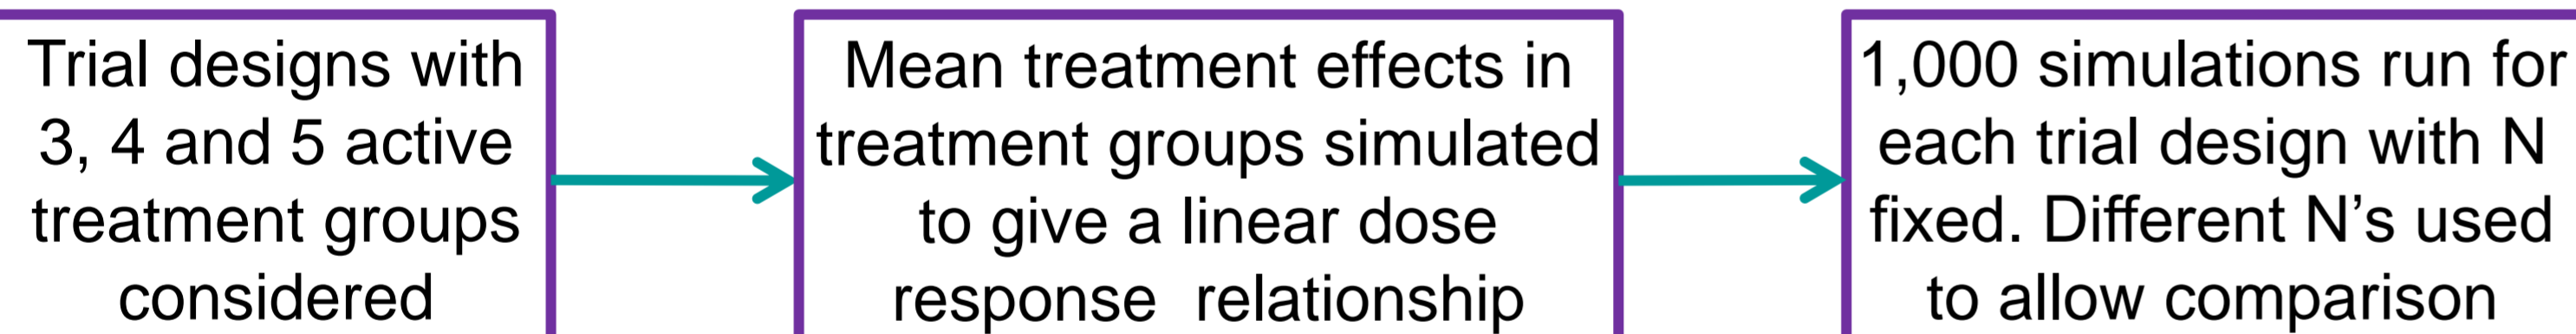 Trial designs with
3, 4 and 5 active
treatment groups
considered
Mean treatment effects in
treatment groups simulated
to give a linear dose
response relationship
1,000 simulations run for
each trial design with N
fixed. Different N’s used
to allow comparison